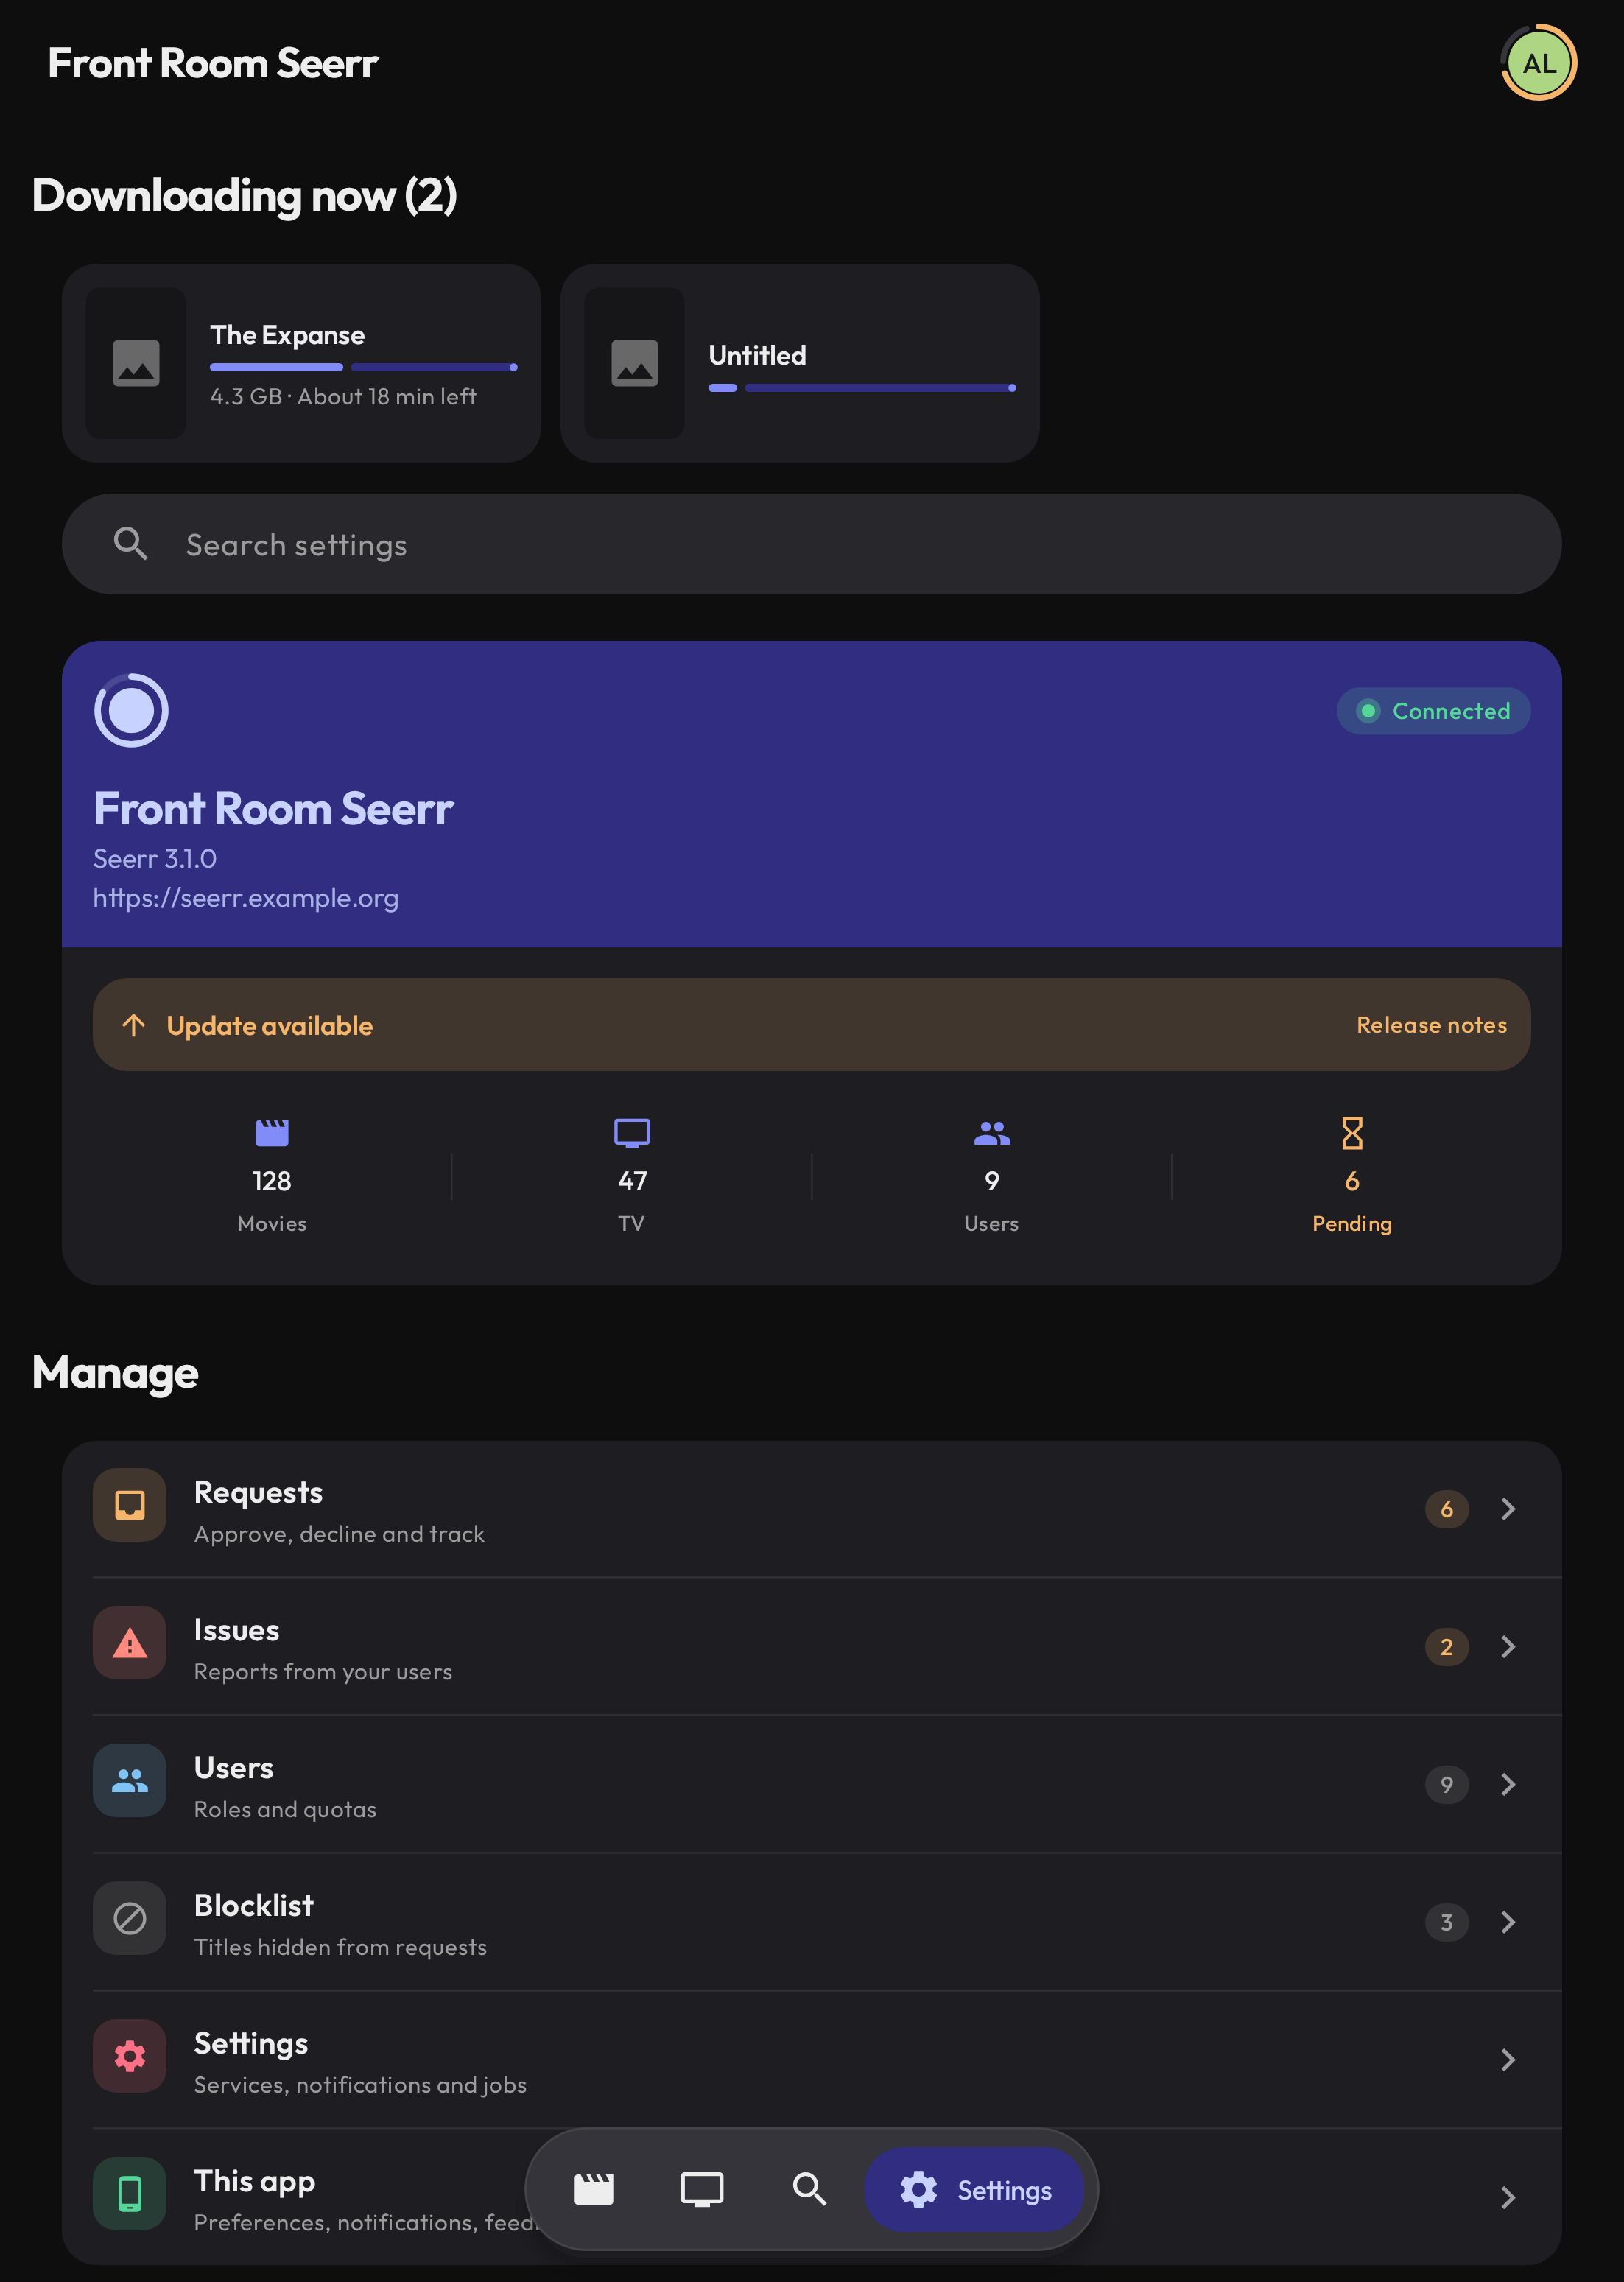 Front Room Seerr
AL
Downloading now (2)
The Expanse
4.3 GB · About 18 min left
Untitled
Search settings
Connected
Front Room Seerr
Seerr 3.1.0
https://seerr.example.org
Update available
Release notes
128
Movies
47
TV
9
Users
6
Pending
Manage
Requests
Approve, decline and track
6
Issues
Reports from your users
2
Users
Roles and quotas
9
Blocklist
Titles hidden from requests
3
Settings
Services, notifications and jobs
This app
Preferences, notifications,
Settings